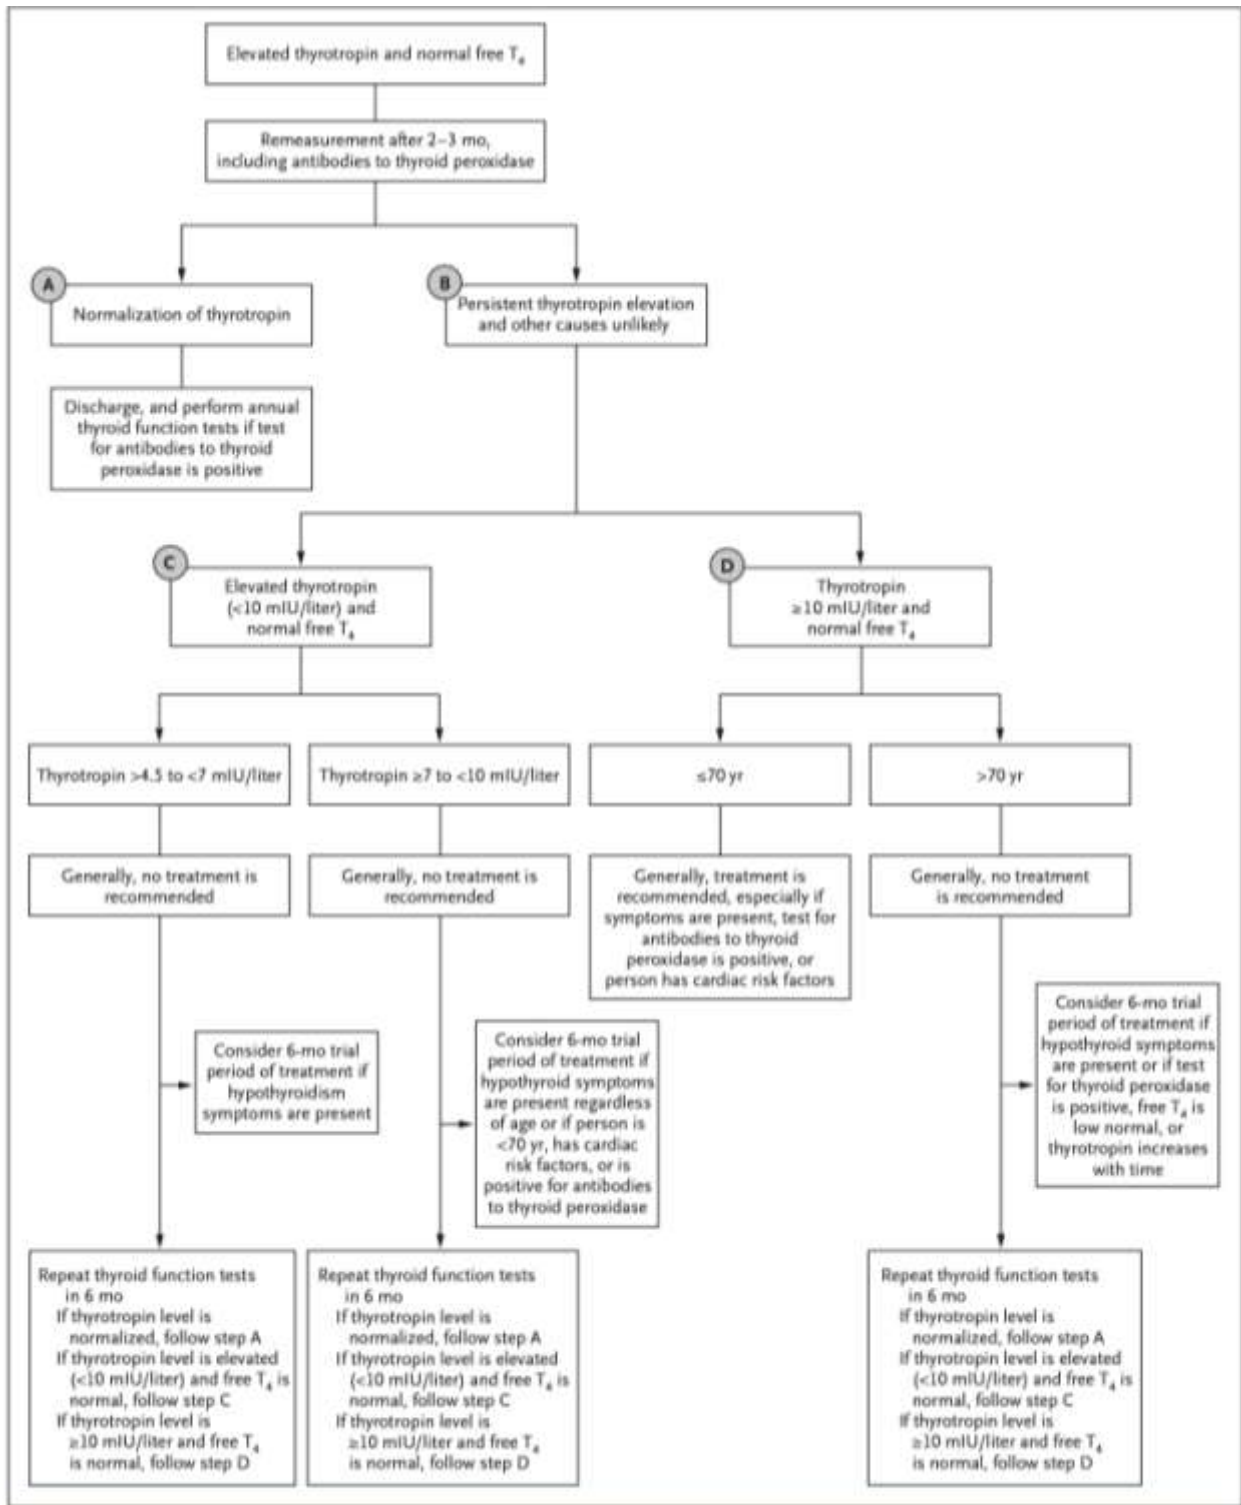 Elevated thyrotropin and normal free T4
Remeasurement after 2–3 mo,
including antibodies to thyroid peroxidase
A
Normalization of thyrotropin
B
Persistent thyrotropin elevation
and other causes unlikely
Discharge, and perform annual
thyroid function tests if test
for antibodies to thyroid
peroxidase is positive
C
Elevated thyrotropin
(<10 mIU/liter) and
normal free T4
D
Thyrotropin
≥10 mIU/liter and
normal free T4
Thyrotropin >4.5 to <7 mIU/liter
Thyrotropin ≥7 to <10 mIU/liter
≤70 yr
>70 yr
Generally, no treatment is
recommended
Generally, no treatment is
recommended
Generally, treatment is
recommended, especially if
symptoms are present, test for
antibodies to thyroid
peroxidase is positive, or
person has cardiac risk factors
Generally, no treatment
is recommended
Consider 6-mo trial
period of treatment if
hypothyroidism
symptoms are present
Consider 6-mo trial
period of treatment if
hypothyroid symptoms
are present regardless
of age or if person is
<70 yr, has cardiac
risk factors, or is
positive for antibodies
to thyroid peroxidase
Consider 6-mo trial
period of treatment if
hypothyroid symptoms
are present or if test
for thyroid peroxidase
is positive, free T4 is
low normal, or
thyrotropin increases
with time
Repeat thyroid function tests
in 6 mo
If thyrotropin level is
normalized, follow step A
If thyrotropin level is elevated
(<10 mIU/liter) and free T4 is
normal, follow step C
If thyrotropin level is
≥10 mIU/liter and free T4
is normal, follow step D
Repeat thyroid function tests
in 6 mo
If thyrotropin level is
normalized, follow step A
If thyrotropin level is elevated
(<10 mIU/liter) and free T4 is
normal, follow step C
If thyrotropin level is
≥10 mIU/liter and free T4
is normal, follow step D
Repeat thyroid function tests
in 6 mo
If thyrotropin level is
normalized, follow step A
If thyrotropin level is elevated
(<10 mIU/liter) and free T4 is
normal, follow step C
If thyrotropin level is
≥10 mIU/liter and free T4
is normal, follow step D